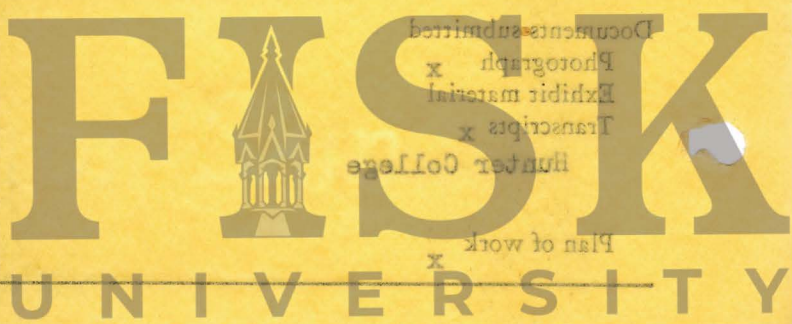 Documents submitted
Photograph x
Exhibit material
Transcripts x
Hunter College
Plan of work
x
FISK
UNIVERSITY